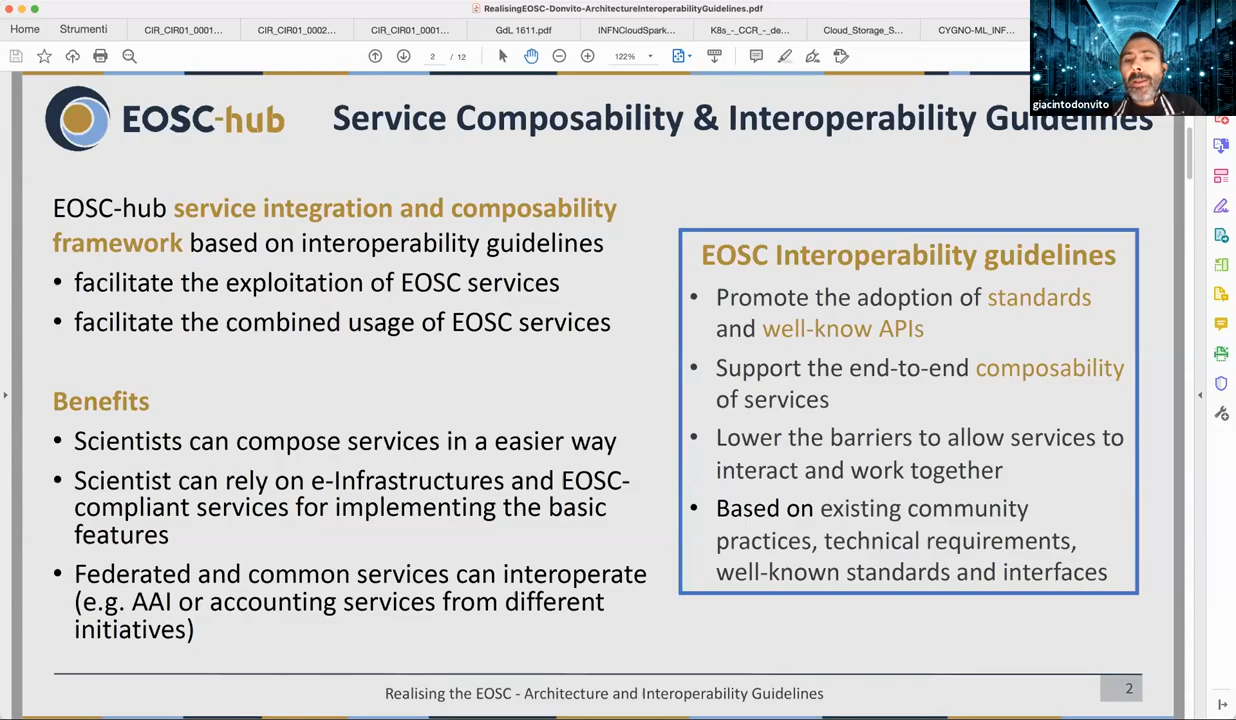 RealisingEOSC-Donvito-ArchitectureInteroperabilityGuidelines.pdf
Home
Strumenti
CIR_CIR01_0001...
CIR_CIR01_0002...
CIR_CIR01_0001...
GdL 1611.pdf
INFNCloudSpark...
K8s_-_CCR_-_de...
Cloud_Storage_S...
CYGNO-ML_INF...
2 / 12
122%
giacintodonvito
EOSC-hub
Service Composability & Interoperability Guidelines
EOSC-hub service integration and composability
framework based on interoperability guidelines
• facilitate the exploitation of EOSC services
• facilitate the combined usage of EOSC services
Benefits
• Scientists can compose services in a easier way
• Scientist can rely on e-Infrastructures and EOSC-
compliant services for implementing the basic
features
• Federated and common services can interoperate
(e.g. AAI or accounting services from different
initiatives)
EOSC Interoperability guidelines
• Promote the adoption of standards
and well-know APIs
• Support the end-to-end composability
of services
• Lower the barriers to allow services to
interact and work together
• Based on existing community
practices, technical requirements,
well-known standards and interfaces
Realising the EOSC - Architecture and Interoperability Guidelines
2